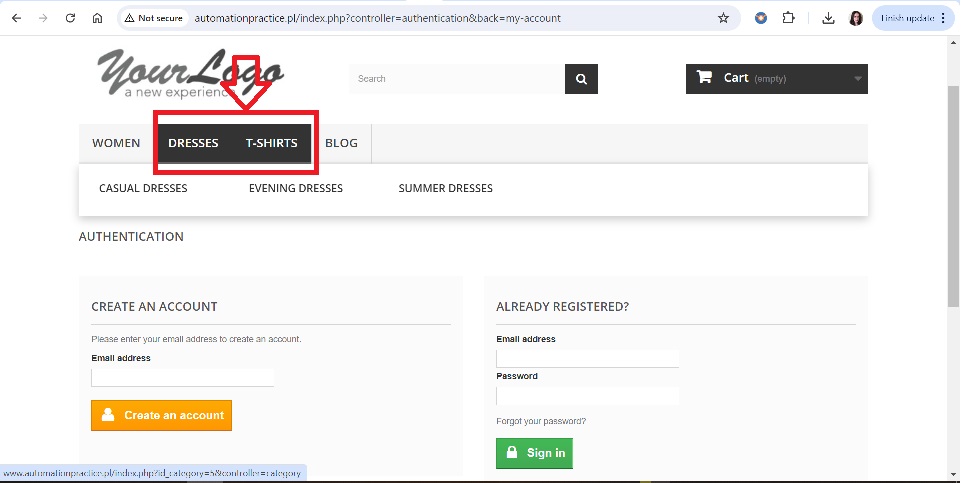 Not secure automationpractice.pl/index.php?controller=authentication&back=my-account Finish update
YourLogo
a new experience
Search
Cart (empty)
WOMEN DRESSES T-SHIRTS BLOG
CASUAL DRESSES EVENING DRESSES SUMMER DRESSES
AUTHENTICATION
CREATE AN ACCOUNT
Please enter your email address to create an account.
Email address
Create an account
ALREADY REGISTERED?
Email address
Password
Forgot your password?
Sign in
www.automationpractice.pl/index.php?id_category=5&controller=category